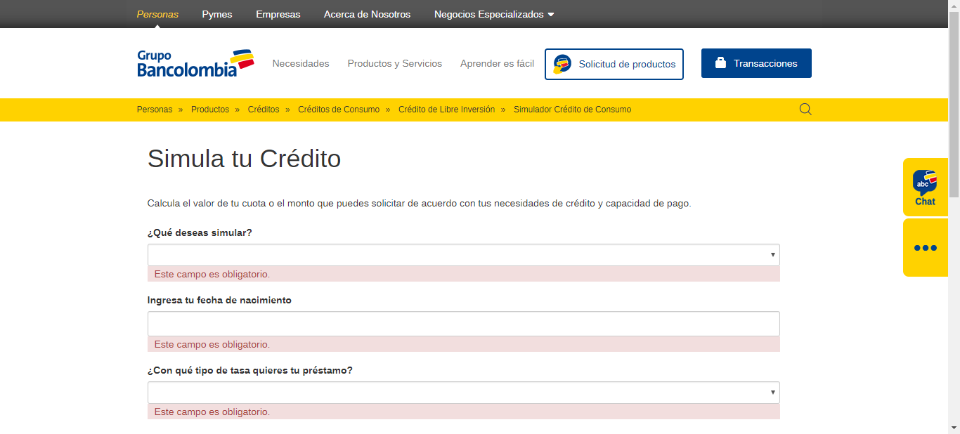 Personas Pymes Empresas Acerca de Nosotros Negocios Especializados
Grupo
Bancolombia
Necesidades Productos y Servicios Aprender es fácil Solicitud de productos Transacciones
Personas » Productos » Créditos » Créditos de Consumo » Crédito de Libre Inversión » Simulador Crédito de Consumo
Simula tu Crédito
abc
Chat
Calcula el valor de tu cuota o el monto que puedes solicitar de acuerdo con tus necesidades de crédito y capacidad de pago.
¿Qué deseas simular?
Este campo es obligatorio.
Ingresa tu fecha de nacimiento
Este campo es obligatorio.
¿Con qué tipo de tasa quieres tu préstamo?
Este campo es obligatorio.